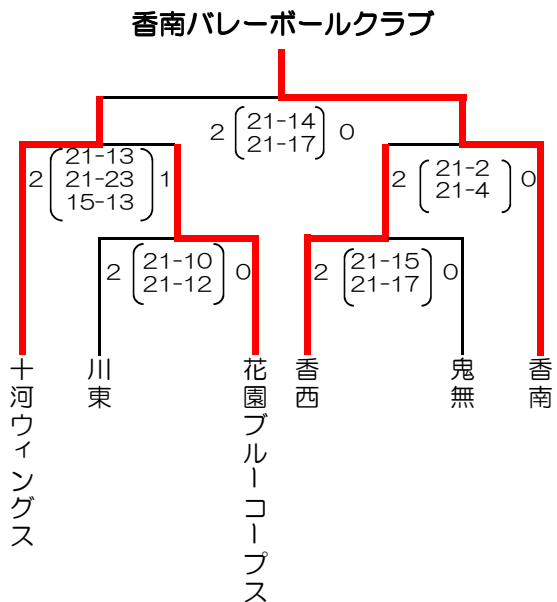 香南バレーボールクラブ
2 21-14 0
21-17
2 21-13 1
21-23
15-13
2 21-2 0
21-4
2 21-10 0
21-12
2 21-15 0
21-17
十河ウィングス
川東
花園ブルーコープス
香西
鬼無
香南